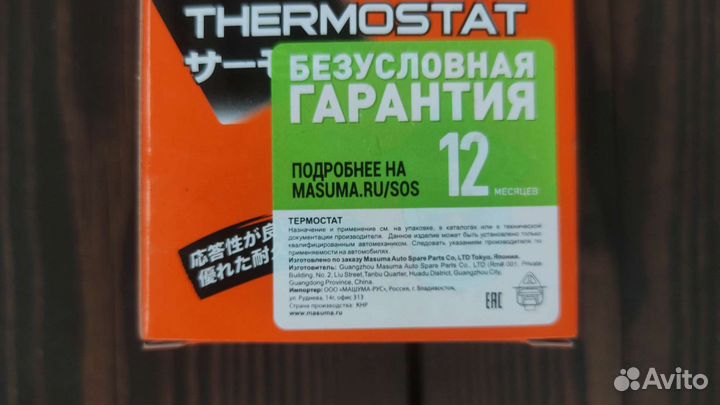 THERMOSTAT
サーモ
БЕЗУСЛОВНАЯ
ГАРАНТИЯ
ПОДРОБНЕЕ НА
MASUMA.RU/SOS
12
МЕСЯЦЕВ
応答性が良
優れた耐
ТЕРМОСТАТ
Назначение и применение см. на упаковке, в каталогах или в технической
документации производителя. Данное изделие может быть установлено только
квалифицированным автомехаником. Следовать указаниям производителя по
применяемости на автомобилях.
Изготовлено по заказу Masuma Auto Spare Parts Co, LTD Tokyo, Япония.
Изготовитель: Guangzhou Masuma Auto Spare Parts Co., LTD (Rm# 001, Private
Building, No. 2, Liu Street,Tanbu Quarter, Huadu District, Guangzhou City,
Guangdong Province, China).
Импортер: ООО «МАШУМА-РУС», Россия, г. Владивосток,
ул. Руднева, 14г, офис 313
Страна производства: КНР
www.masuma.ru
EAC
Avito